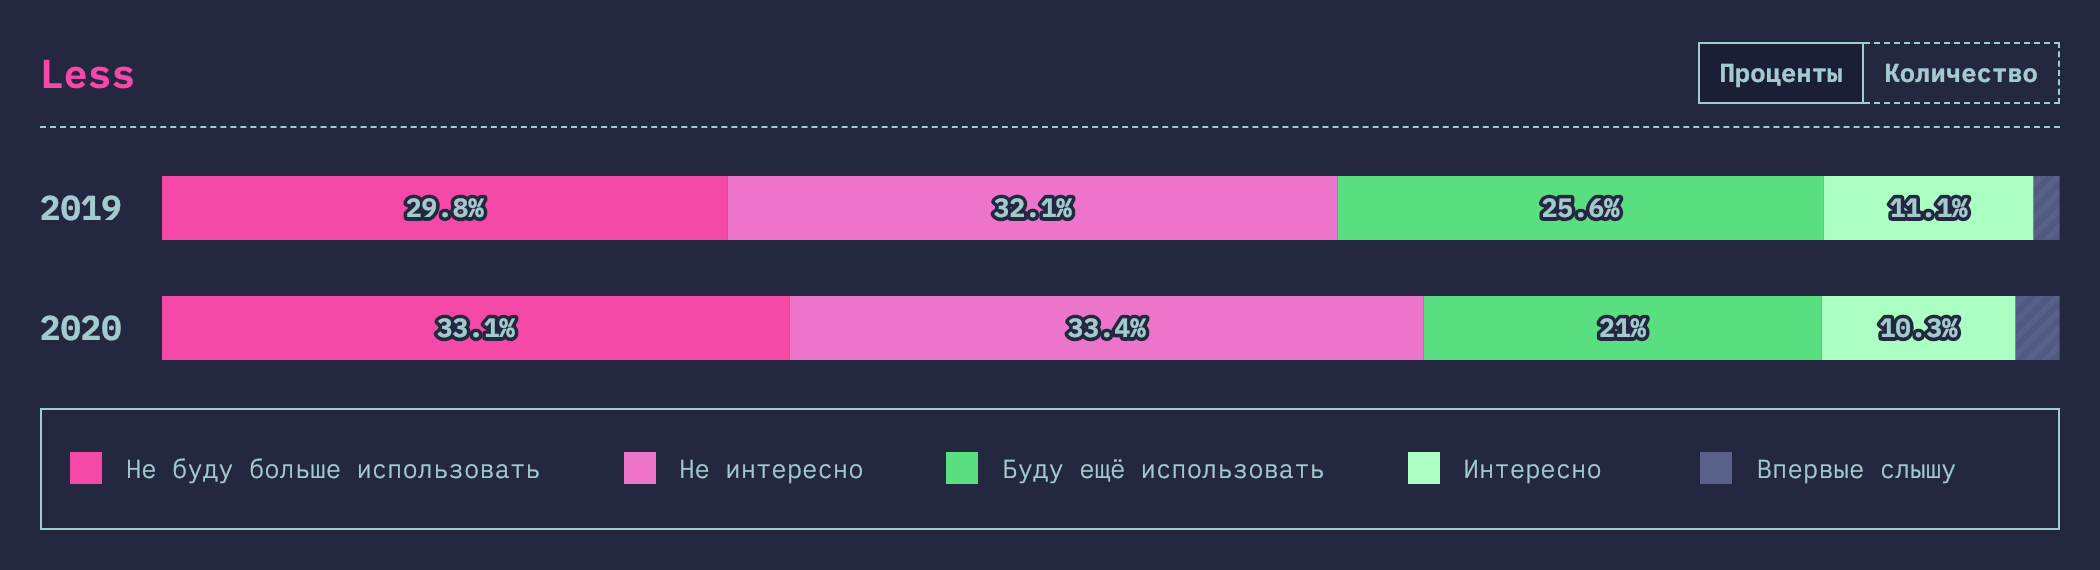 Less
Проценты Количество
2019 29.8% 32.1% 25.6% 11.1%
2020 33.1% 33.4% 21% 10.3%
Не буду больше использовать Не интересно Буду ещё использовать Интересно Впервые слышу